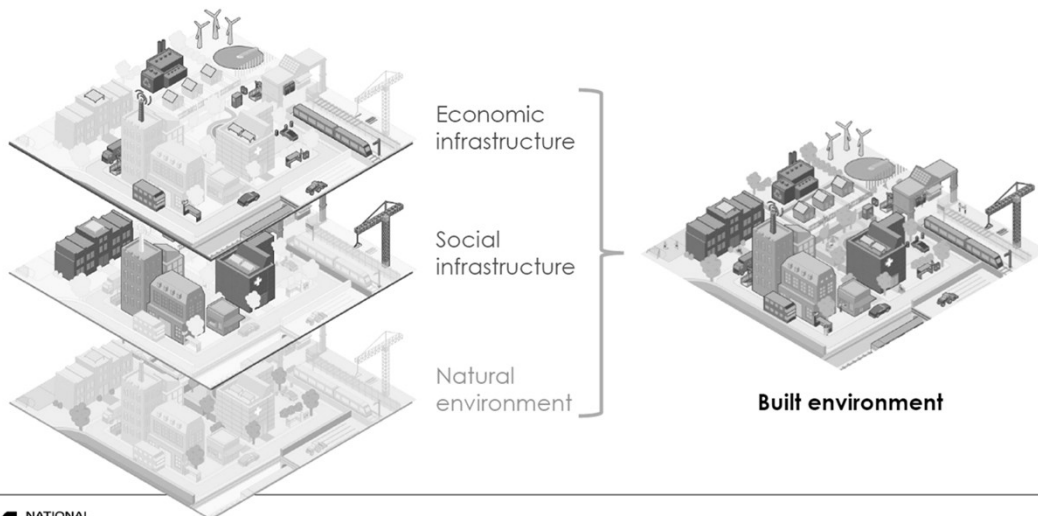 Economic
infrastructure
Social
infrastructure
Natural
environment
Built environment
NATIONAL